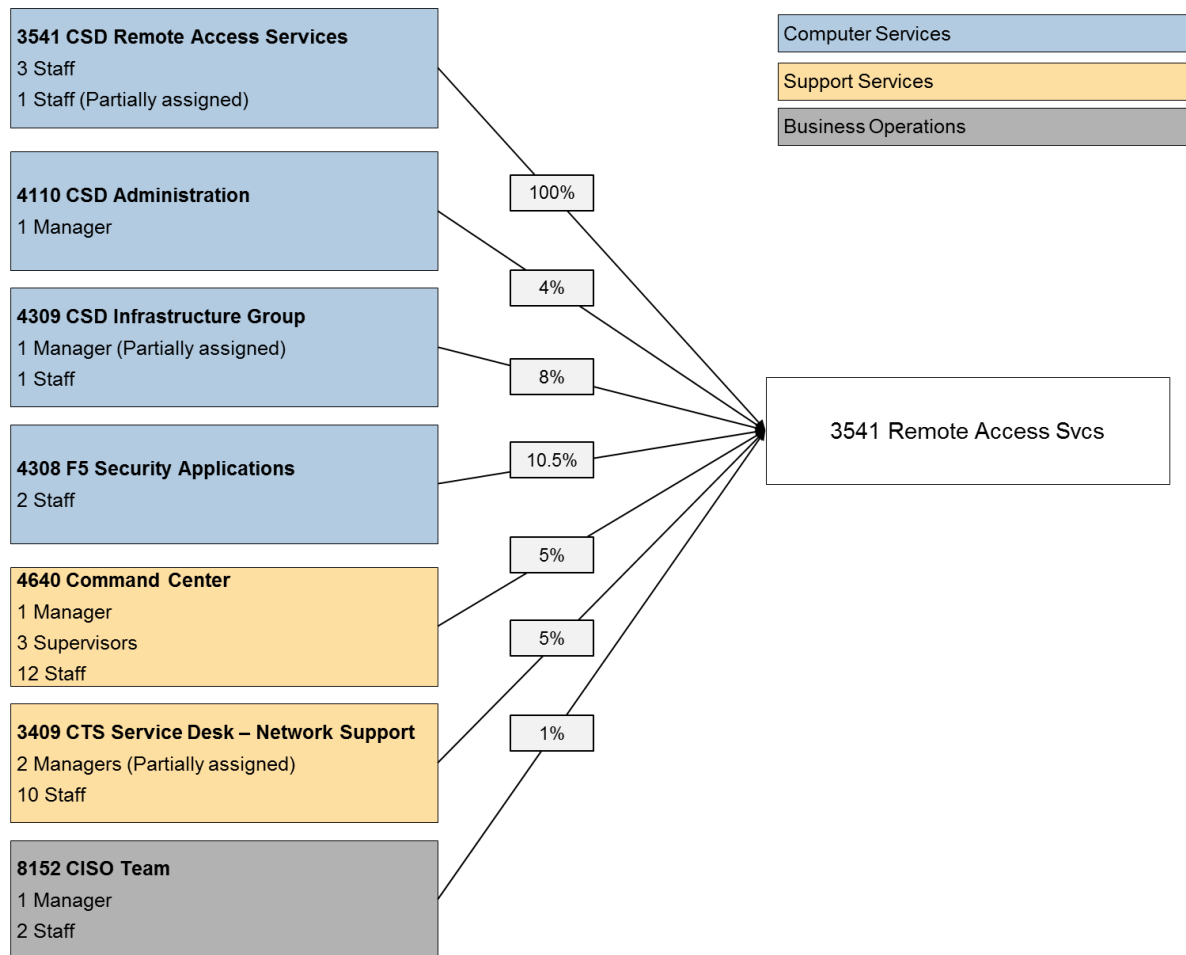 3541 CSD Remote Access Services
3 Staff
1 Staff (Partially assigned)
4110 CSD Administration
1 Manager
4309 CSD Infrastructure Group
1 Manager (Partially assigned)
1 Staff
4308 F5 Security Applications
2 Staff
4640 Command Center
1 Manager
3 Supervisors
12 Staff
3409 CTS Service Desk – Network Support
2 Managers (Partially assigned)
10 Staff
8152 CISO Team
1 Manager
2 Staff
100%
4%
8%
10.5%
5%
5%
1%
Computer Services
Support Services
Business Operations
3541 Remote Access Svcs